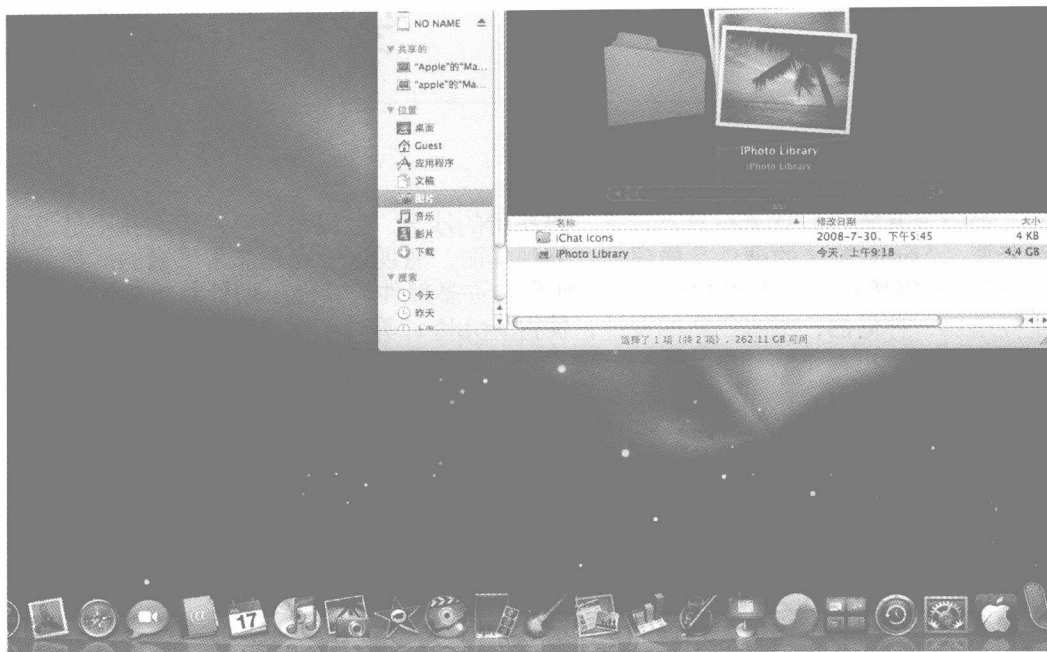 NO NAME
共享的
"Apple"的"Ma...
"apple"的"Ma...
位置
桌面
Guest
应用程序
文稿
图片
音乐
影片
下载
搜索
今天
昨天
上周
iPhoto Library
iPhoto Library
名称 修改日期 大小
iChat Icons 2008-7-30，下午5:45 4 KB
iPhoto Library 今天，上午9:18 4.4 GB
选择了 1 项（共 2 项），262.11 GB 可用
17